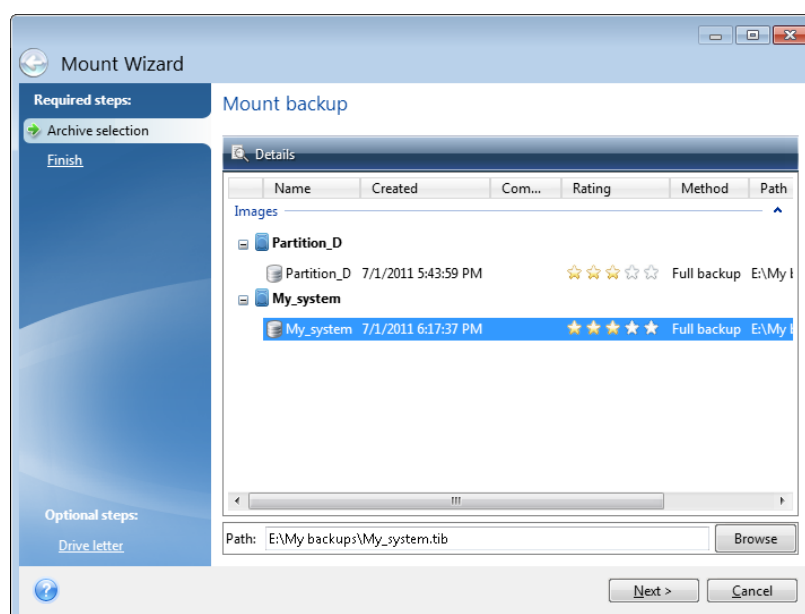 Mount Wizard
Required steps:
Archive selection
Finish
Optional steps:
Drive letter
Mount backup
Details
Name Created Com... Rating Method Path
Images
Partition_D
Partition_D 7/1/2011 5:43:59 PM Full backup E:\My
My_system
My_system 7/1/2011 6:17:37 PM Full backup E:\My
Path: E:\My backups\My_system.tib Browse
Next > Cancel